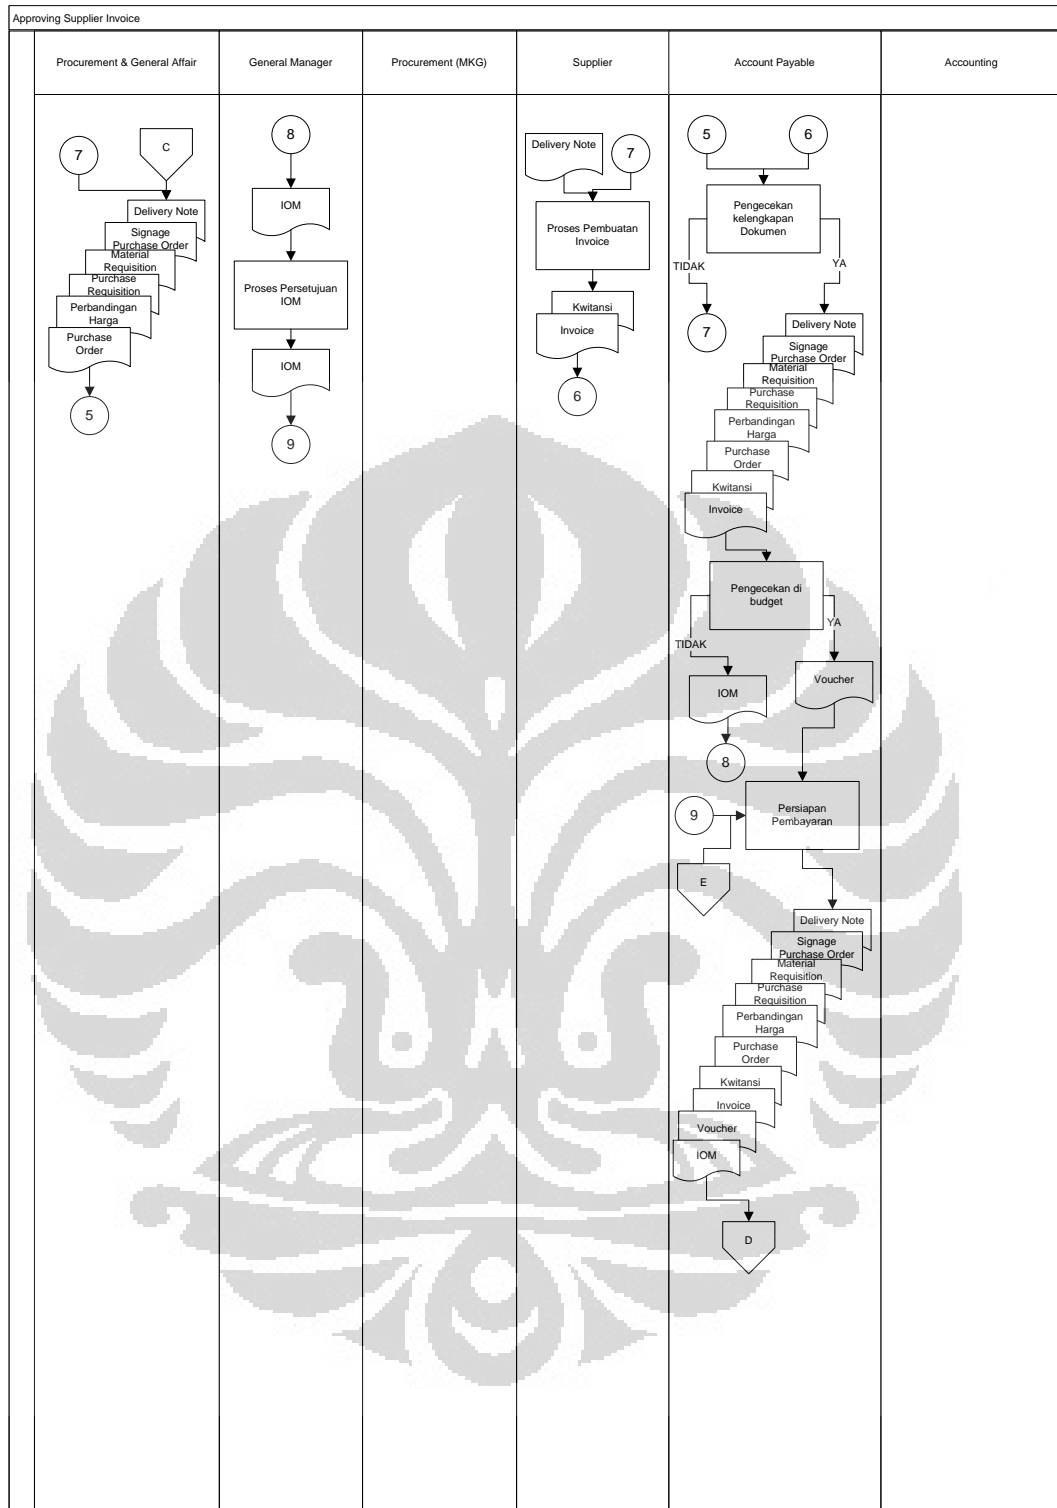 Approving Supplier Invoice
Procurement & General Affair
General Manager
Procurement (MKG)
Supplier
Account Payable
Accounting
7
C
Delivery Note
Signage
Purchase Order
Material
Requisition
Purchase
Requisition
Perbandingan
Harga
Purchase
Order
5
8
IOM
Proses Persetujuan
IOM
IOM
9
Delivery Note
7
Proses Pembuatan
Invoice
Kwitansi
Invoice
6
5
6
Pengecekan
kelengkapan
Dokumen
TIDAK
YA
7
Delivery Note
Signage
Purchase Order
Material
Requisition
Purchase
Requisition
Perbandingan
Harga
Purchase
Order
Kwitansi
Invoice
Pengecekan di
budget
TIDAK
YA
IOM
Voucher
8
9
Persiapan
Pembayaran
E
Delivery Note
Signage
Purchase Order
Material
Requisition
Purchase
Requisition
Perbandingan
Harga
Purchase
Order
Kwitansi
Invoice
Voucher
IOM
D